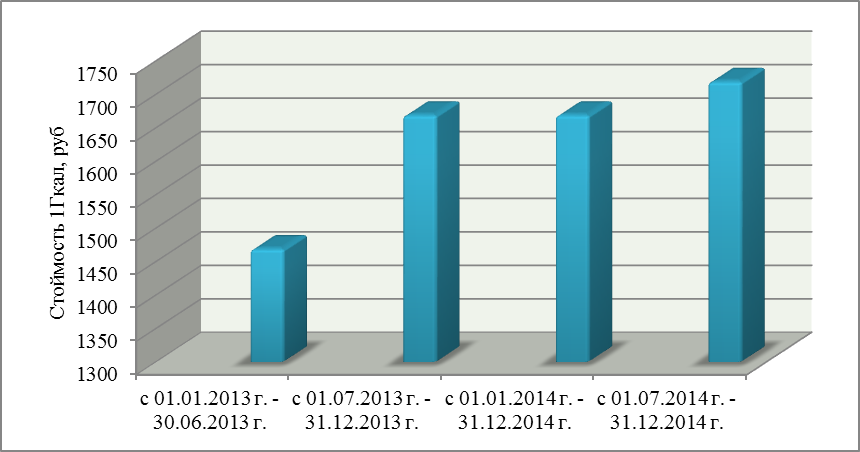 1750
1700
1650
1600
1550
1500
1450
1400
1350
1300
Стоймость 1Гкал, руб
с 01.01.2013 г. -
30.06.2013 г.
с 01.07.2013 г. -
31.12.2013 г.
с 01.01.2014 г. -
31.12.2014 г.
с 01.07.2014 г. -
31.12.2014 г.